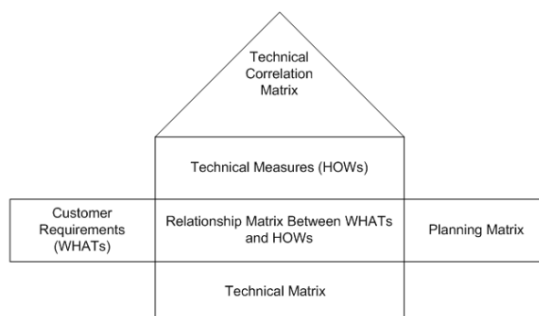 Technical
Correlation
Matrix
Technical Measures (HOWs)
Customer
Requirements
(WHATs)
Relationship Matrix Between WHATs
and HOWs
Planning Matrix
Technical Matrix